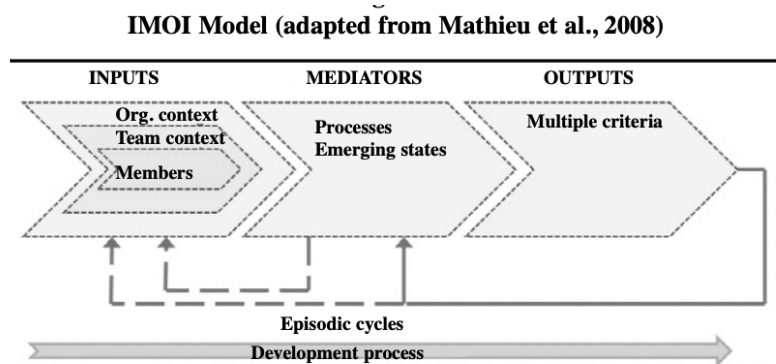 IMOI Model (adapted from Mathieu et al., 2008)
INPUTS MEDIATORS OUTPUTS
Org. context
Team context
Members
Processes
Emerging states
Multiple criteria
Episodic cycles
Development process